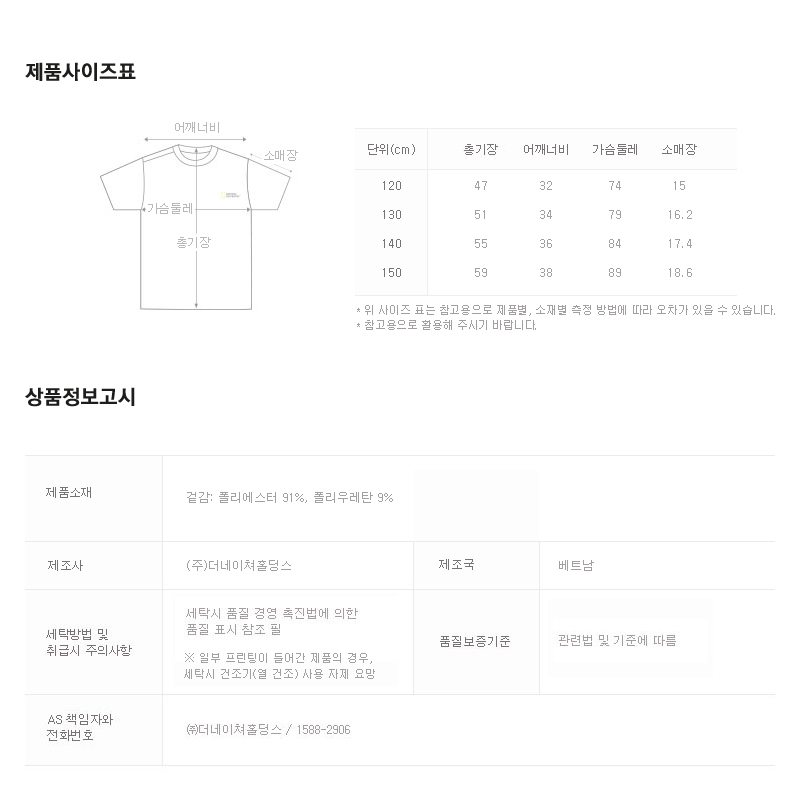 제품사이즈표
어깨너비
소매장
가슴둘레
총기장
단위(cm) 총기장 어깨너비 가슴둘레 소매장
120 47 32 74 15
130 51 34 79 16.2
140 55 36 84 17.4
150 59 38 89 18.6
* 위 사이즈 표는 참고용으로 제품별, 소재별 측정 방법에 따라 오차가 있을 수 있습니다.
* 참고용으로 활용해 주시기 바랍니다.
상품정보고시
제품소재 겉감: 폴리에스터 91%, 폴리우레탄 9%
제조사 (주)더네이쳐홀딩스 제조국 베트남
세탁방법 및
취급시 주의사항
세탁시 품질 경영 촉진법에 의한
품질 표시 참조 필
※ 일부 프린팅이 들어간 제품의 경우,
세탁시 건조기(열 건조) 사용 자제 요망
품질보증기준 관련법 및 기준에 따름
AS 책임자와
전화번호
㈜더네이쳐홀딩스 / 1588-2906